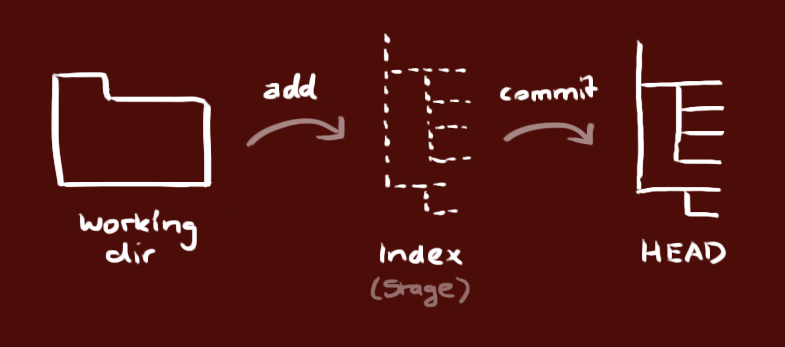 add
commit
working
dir
Index
(Stage)
HEAD